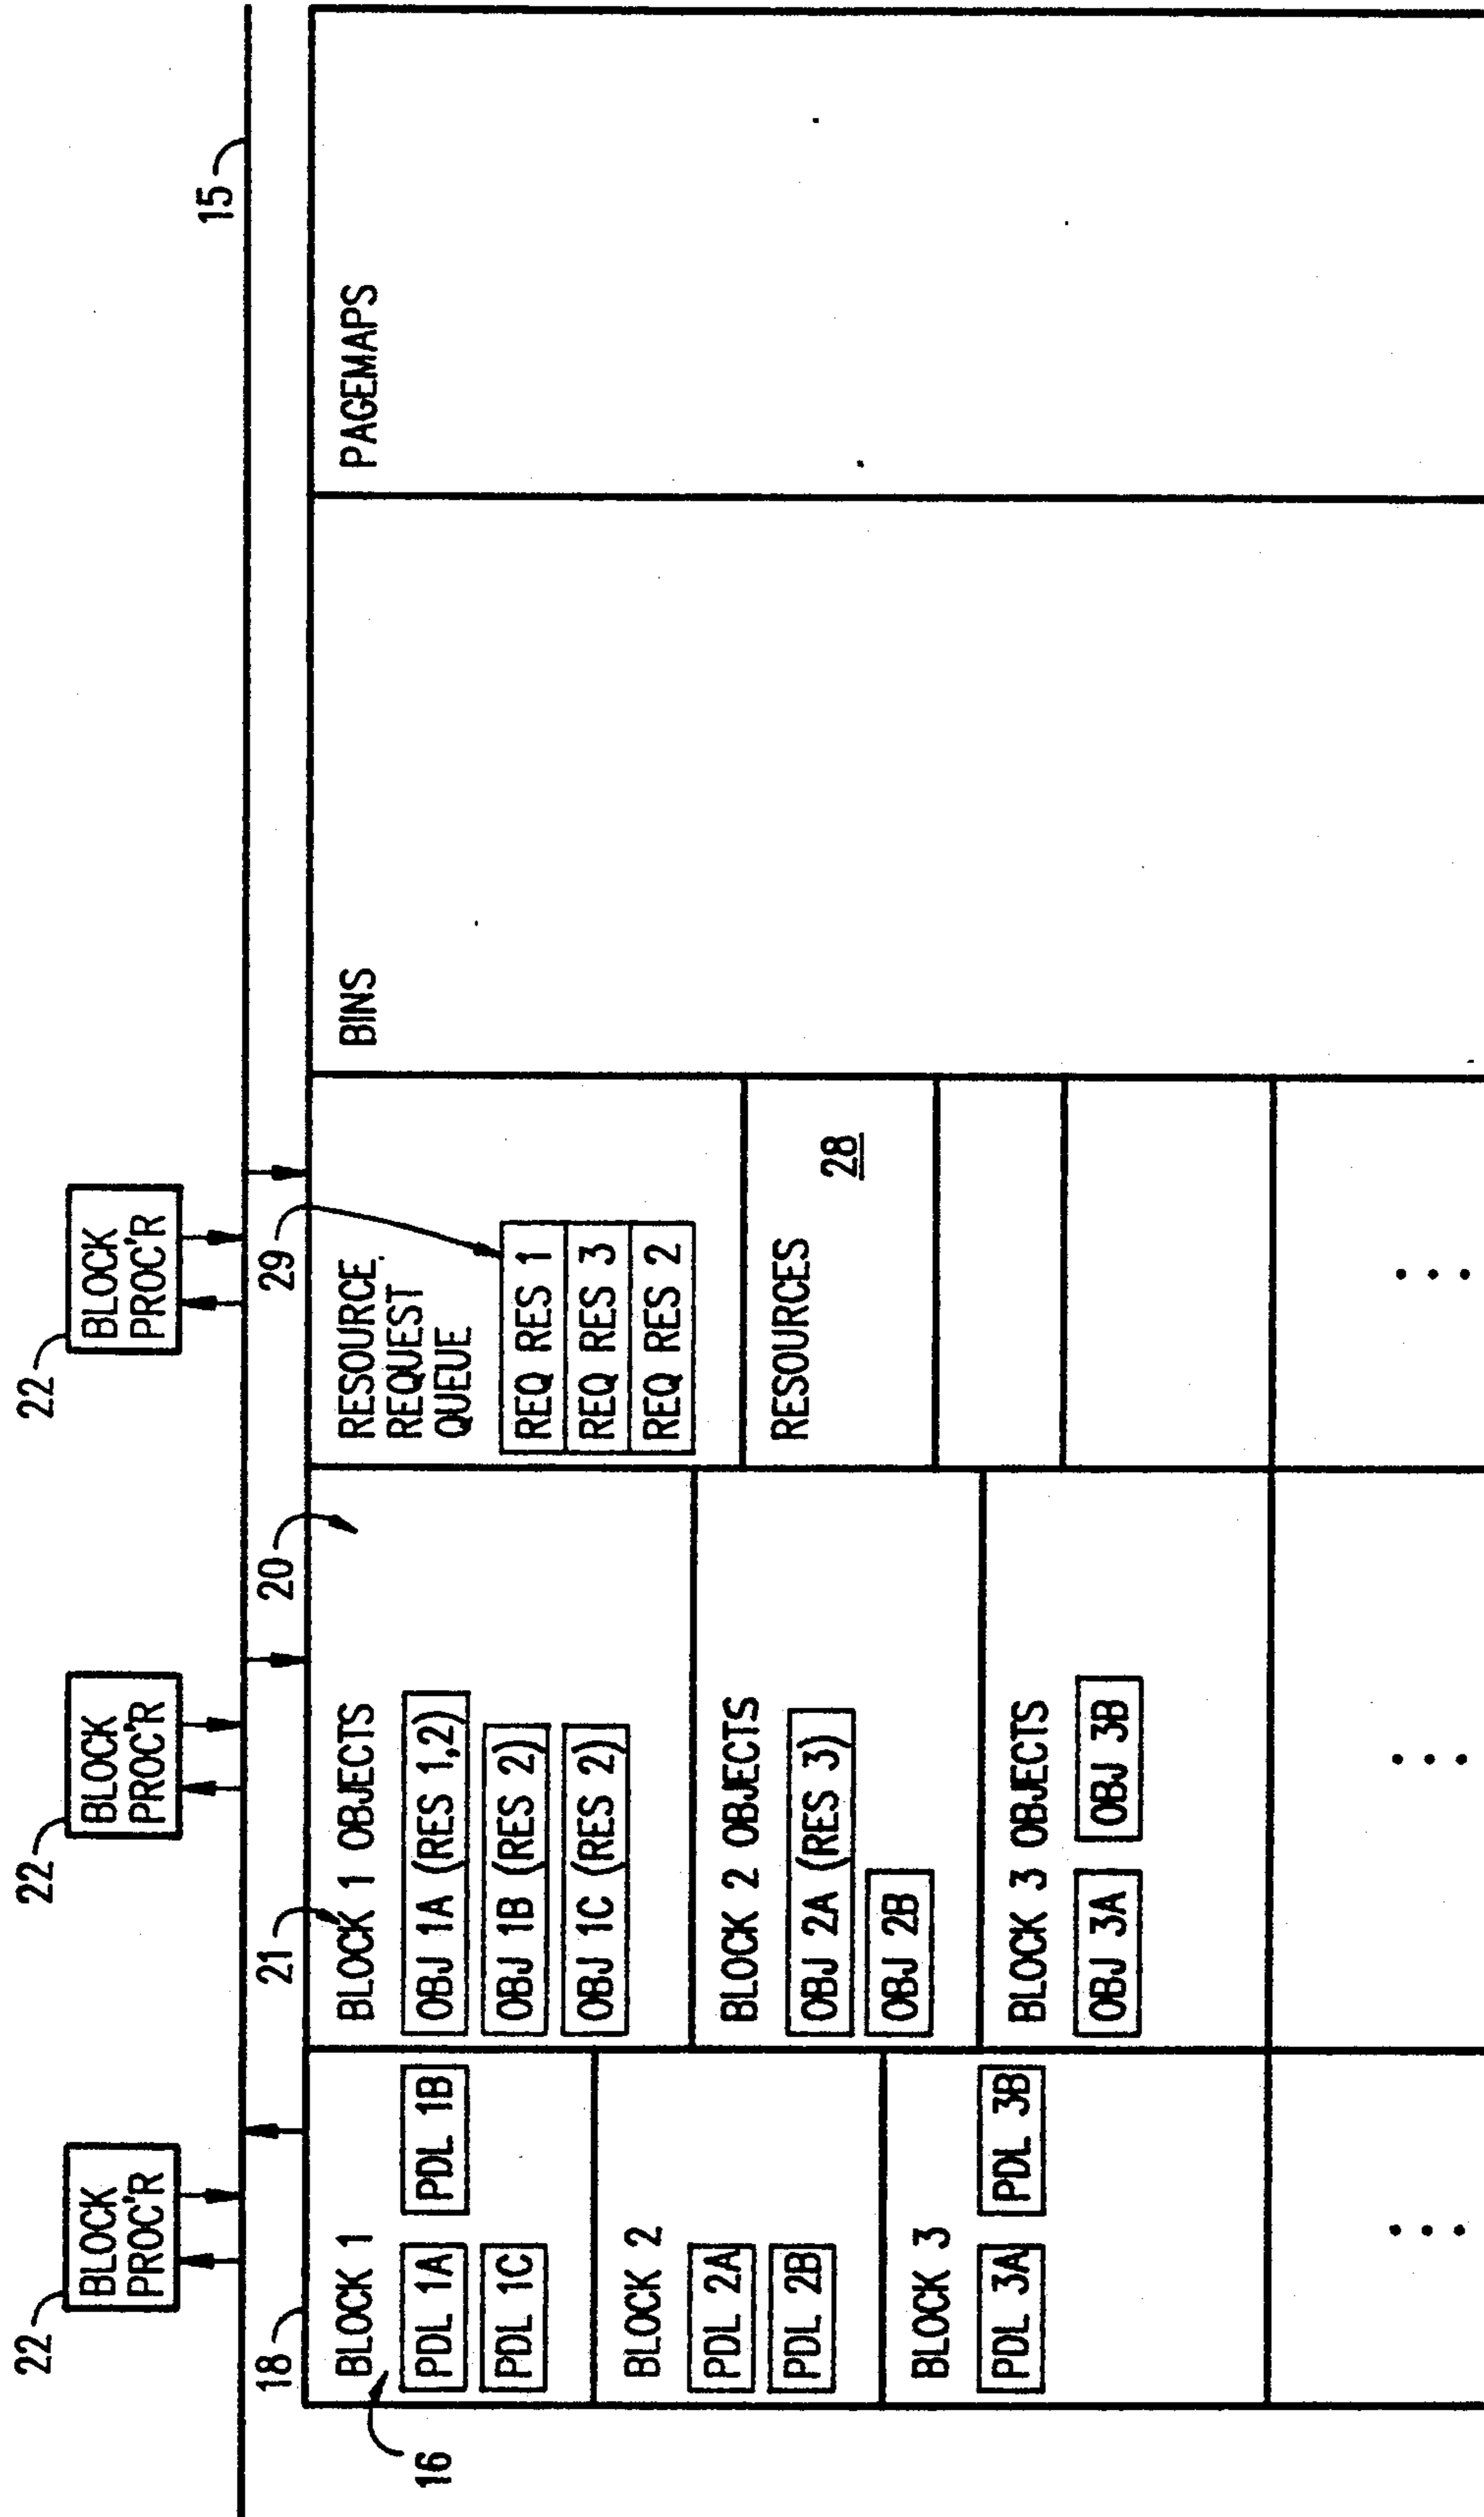 22
BLOCK
PROC'R
22
BLOCK
PROC'R
22
BLOCK
PROC'R
15
18
21
20
29
16
BLOCK 1
PDL 1A
PDL 1B
PDL 1C
BLOCK 2
PDL 2A
PDL 2B
BLOCK 3
PDL 3A
PDL 3B
BLOCK 1 OBJECTS
OBJ 1A (RES 1,2)
OBJ 1B (RES 2)
OBJ 1C (RES 2)
BLOCK 2 OBJECTS
OBJ 2A (RES 3)
OBJ 2B
BLOCK 3 OBJECTS
OBJ 3A
OBJ 3B
RESOURCE
REQUEST
QUEUE
REQ RES 1
REQ RES 3
REQ RES 2
RESOURCES
28
BINS
PAGEMAPS